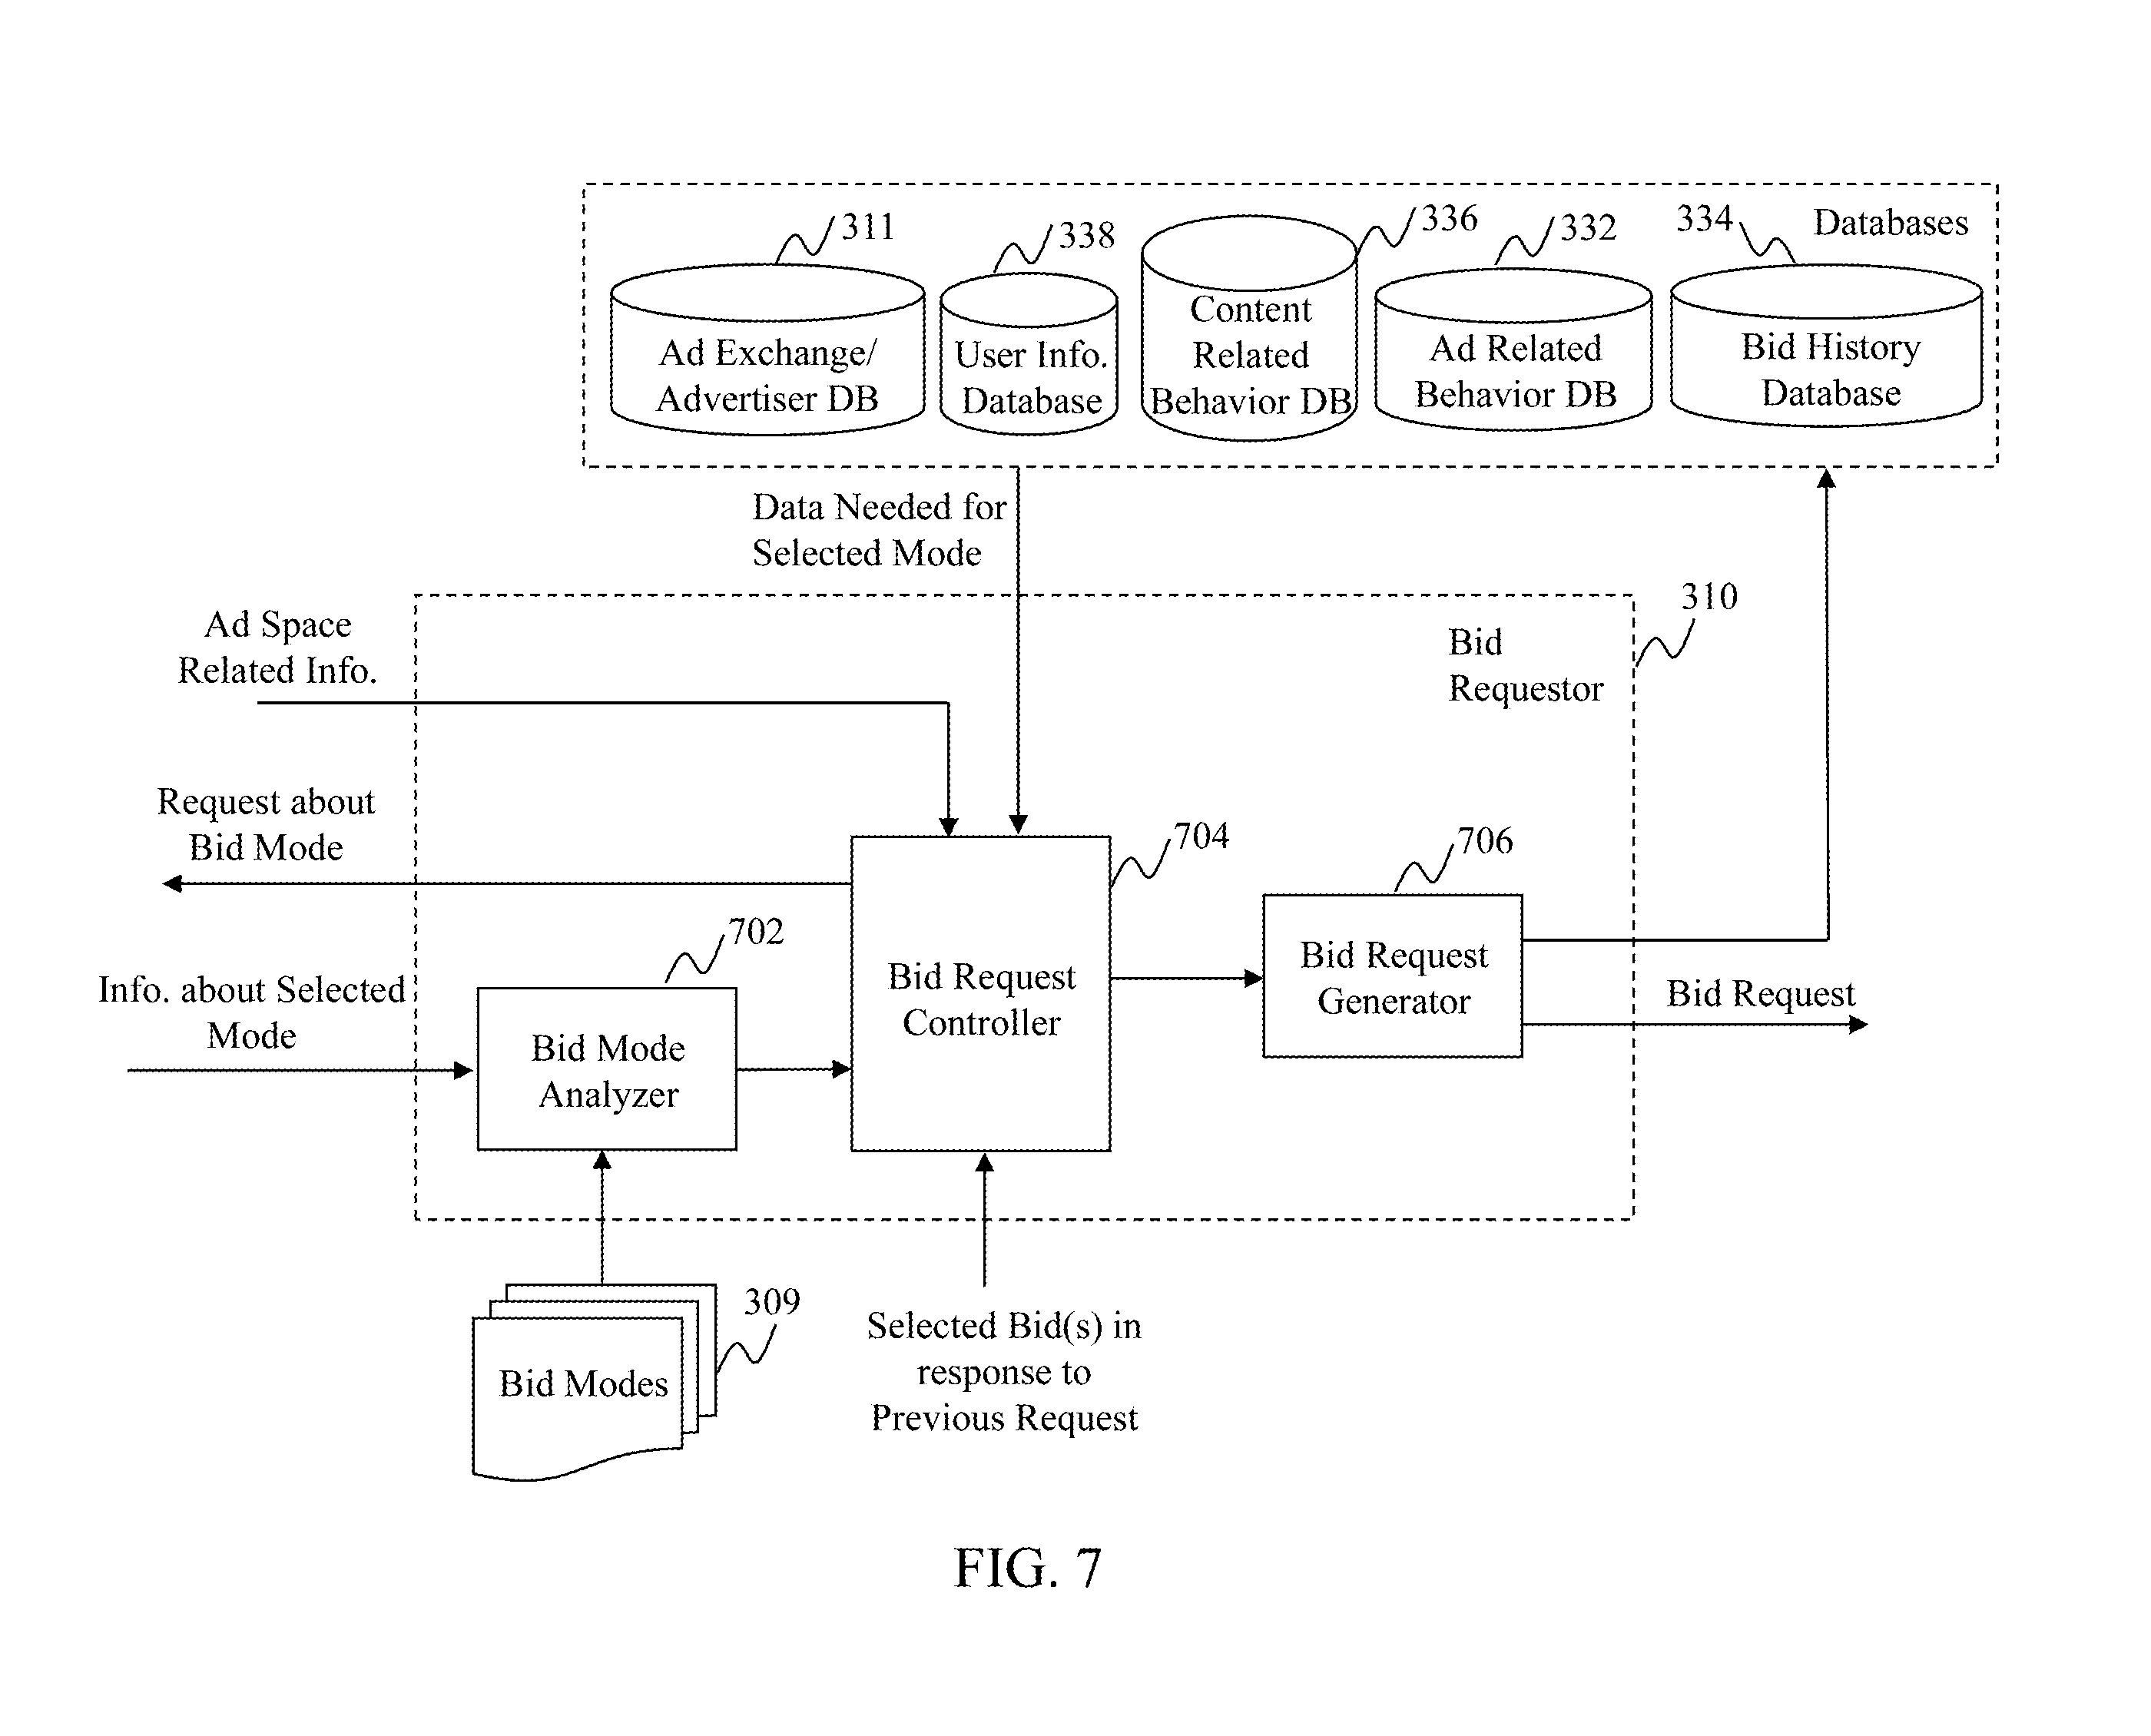 311
338
336
332
334
Databases
Ad Exchange/
Advertiser DB
User Info.
Database
Content
Related
Behavior DB
Ad Related
Behavior DB
Bid History
Database
Data Needed for
Selected Mode
310
Ad Space
Related Info.
Bid
Requestor
Request about
Bid Mode
704
706
702
Info. about Selected
Mode
Bid Mode
Analyzer
Bid Request
Controller
Bid Request
Generator
Bid Request
309
Bid Modes
Selected Bid(s) in
response to
Previous Request
FIG. 7